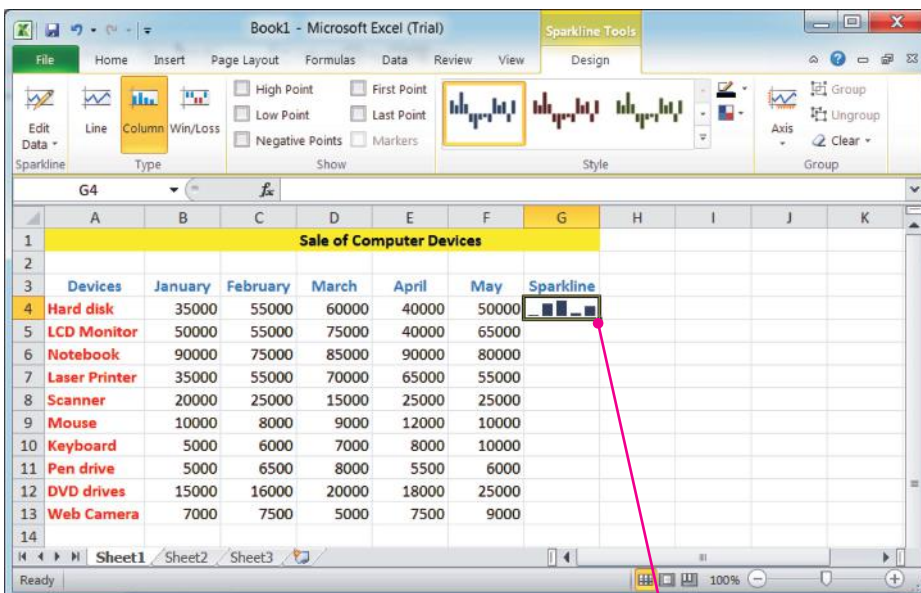 Book1 - Microsoft Excel (Trial)
Sparkline Tools
File Home Insert Page Layout Formulas Data Review View Design
Edit Data
Line
Column
Win/Loss
High Point
First Point
Low Point
Last Point
Negative Points
Markers
Axis
Group
Ungroup
Clear
Sparkline Type Show Style Group
G4 fx
A B C D E F G H I J K
1 Sale of Computer Devices
2
3 Devices January February March April May Sparkline
4 Hard disk 35000 55000 60000 40000 50000
5 LCD Monitor 50000 55000 75000 40000 65000
6 Notebook 90000 75000 85000 90000 80000
7 Laser Printer 35000 55000 70000 65000 55000
8 Scanner 20000 25000 15000 25000 25000
9 Mouse 10000 8000 9000 12000 10000
10 Keyboard 5000 6000 7000 8000 10000
11 Pen drive 5000 6500 8000 5500 6000
12 DVD drives 15000 16000 20000 18000 25000
13 Web Camera 7000 7500 5000 7500 9000
14
Sheet1 Sheet2 Sheet3
Ready 100%